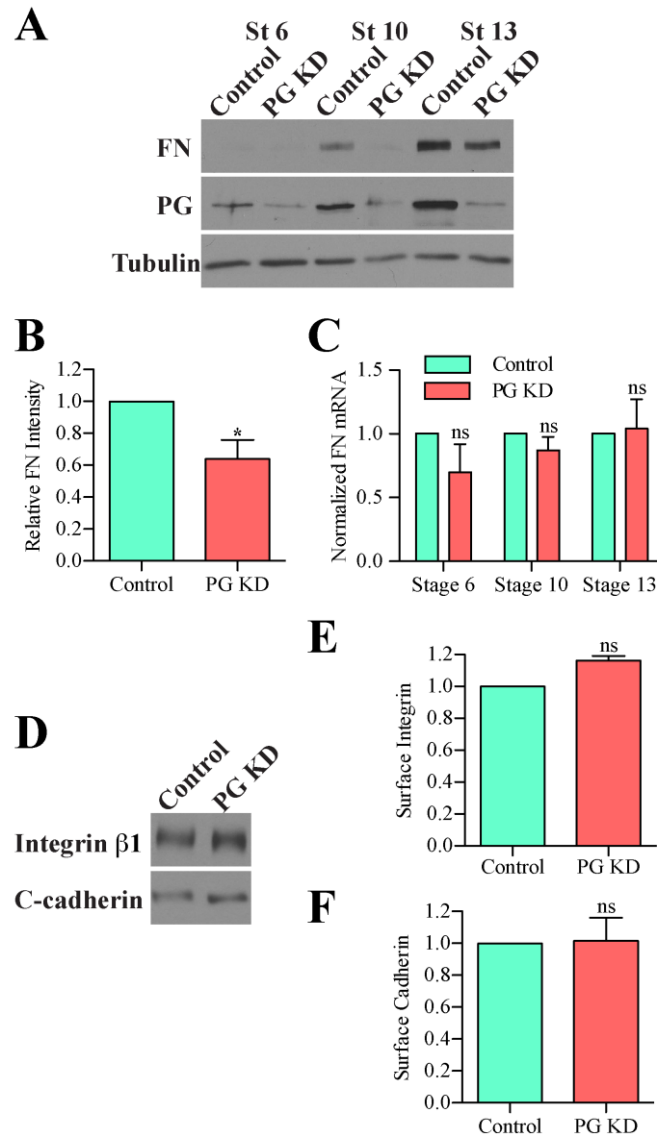 A
St 6 St 10 St 13
Control PG KD Control PG KD Control PG KD
FN
PG
Tubulin
B
Relative FN Intensity
1.2
1.0
0.8
0.6
0.4
0.2
0.0
*
Control PG KD
C
Normalized FN mRNA
1.5
1.0
0.5
0.0
Control
PG KD
ns ns ns
Stage 6 Stage 10 Stage 13
D
Control PG KD
Integrin β1
C-cadherin
E
Surface Integrin
1.2
1.0
0.8
0.6
0.4
0.2
0.0
ns
Control PG KD
F
Surface Cadherin
1.2
1.0
0.8
0.6
0.4
0.2
0.0
ns
Control PG KD